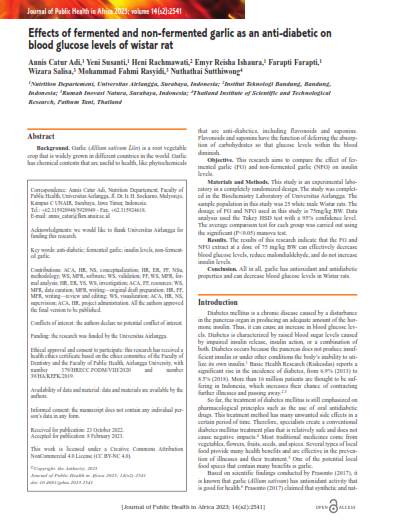 Journal of Public Health in Africa 2023; volume 14(s2):2541
Effects of fermented and non-fermented garlic as an anti-diabetic on
blood glucose levels of wistar rat
Annis Catur Adi,¹ Yeni Susanti,¹ Heni Rachmawati,² Emyr Reisha Isaura,¹ Farapti Farapti,¹
Wizara Salisa,³ Mohammad Fahmi Rasyidi,³ Nuthathai Sutthiwong⁴
¹Nutrition Departement, Universitas Airlangga, Surabaya, Indonesia; ²Institut Teknologi Bandung, Bandung,
Indonesia; ³Rumah Inovasi Natura, Surabaya, Indonesia; ⁴Thailand Institute of Scientific and Technological
Research, Pathum Tani, Thailand
Abstract
Background. Garlic (Allium sativum Linn) is a root vegetable
crop that is widely grown in different countries in the world. Garlic
has chemical contents that are useful to health, like phytochemicals
Correspondence: Annis Catur Adi, Nutrition Department, Faculty of
Public Health, Universitas Airlangga, Jl. Dr. Ir. H. Soekarno, Mulyorejo,
Kampus C UNAIR, Surabaya, Jawa Timur, Indonesia.
Tel.: +62.315920948/5920949 - Fax. +62.315924618.
E-mail: annis_catur@fkm.unair.ac.id
Acknowledgments: we would like to thank Universitas Airlangga for
funding this research.
Key words: anti-diabetic; fermented garlic; insulin levels, non-ferment-
ed garlic.
Contributions: ACA, HR, NS, conceptualization; HR, ER, FF, NSu,
methodology; WS, MFR, software; WS, validation; FF, WS, MFR, for-
mal analysis; HR, ER, YS, WS, investigation; ACA, FF, resources; WS,
MFR, data curation; MFR, writing—original draft preparation; HR, FF,
MFR, writing—review and editing; WS, visualization; ACA, HR, NS,
supervision; ACA, HR, project administration. All the authors approved
the final version to be published.
Conflicts of interest: the authors declare no potential conflict of interest.
Funding: the research was funded by the Universitas Airlangga.
Ethical approval and consent to participate: this research has received a
health ethics certificate based on the ethics committee of the Faculty of
Dentistry and the Faculty of Public Health, Airlangga University, with
number 379/HRECC.FODM/VIII/2020 and number
39/HA/KEPK/2019.
Availability of data and material: data and materials are available by the
authors.
Informed consent: the manuscript does not contain any individual per-
son's data in any form.
Received for publication: 23 October 2022.
Accepted for publication: 8 February 2023.
This work is licensed under a Creative Commons Attribution
NonCommercial 4.0 License (CC BY-NC 4.0).
©Copyright: the Author(s), 2023
Journal of Public Health in Africa 2023; 14(s2):2541
doi:10.4081/jphia.2023.2541
that are anti-diabetics, including flavonoids and saponins.
Flavonoids and saponins have the function of deferring the absorp-
tion of carbohydrates so that glucose levels within the blood
diminish.
Objective. This research aims to compare the effect of fer-
mented garlic (FG) and non-fermented garlic (NFG) on insulin
levels.
Materials and Methods. This study is an experimental labo-
ratory in a completely randomized design. The study was complet-
ed in the Biochemistry Laboratory of Universitas Airlangga. The
sample population in this study was 25 white male Wistar rats. The
dosage of FG and NFG used in this study is 75mg/kg BW. Data
analysis used the Tukey HSD test with a 95% confidence level.
The average comparison test for each group was carried out using
the significant (P<0.05) manova test.
Results. The results of this research indicate that the FG and
NFG extract at a dose of 75 mg/kg BW can effectively decrease
blood glucose levels, reduce malondialdehyde, and do not increase
insulin levels.
Conclusion. All in all, garlic has antioxidant and antidiabetic
properties and can decrease blood glucose levels in Wistar rats.
Introduction
Diabetes mellitus is a chronic disease caused by a disturbance
in the pancreas organ in producing an adequate amount of the hor-
mone insulin. Thus, it can cause an increase in blood glucose lev-
els. Diabetes is characterized by raised blood sugar levels caused
by impaired insulin release, insulin action, or a combination of
both. Diabetes occurs because the pancreas does not produce insuf-
ficient insulin or under other conditions the body's inability to uti-
lize its own insulin.¹ Basic Health Research (Riskesdas) reports a
significant rise in the incidence of diabetes, from 6.9% (2013) to
8.5% (2018). More than 16 million patients are thought to be suf-
fering in Indonesia, which increases their chance of contracting
further illnesses and passing away.²,³
So far, the treatment of diabetes mellitus is still emphasized on
pharmacological principles such as the use of oral antidiabetic
drugs. This treatment method has many unwanted side effects in a
certain period of time. Therefore, specialists create a conventional
diabetes mellitus treatment plan that is relatively safe and does not
cause negative impacts.⁴ Most traditional medicines come from
vegetables, flowers, fruits, seeds, and spices. Several types of local
food provide many health benefits and are effective in the preven-
tion of illnesses and their treatment.⁵ One of the potential local
food spices that contain many benefits is garlic.
Based on scientific findings conducted by Prasonto (2017), it
is known that garlic (Allium sativum) has antioxidant activity that
is good for health.⁶ Prasonto (2017) claimed that synthetic and nat-
[Journal of Public Health in Africa 2023; 14(s2):2541]
OPEN ACCESS